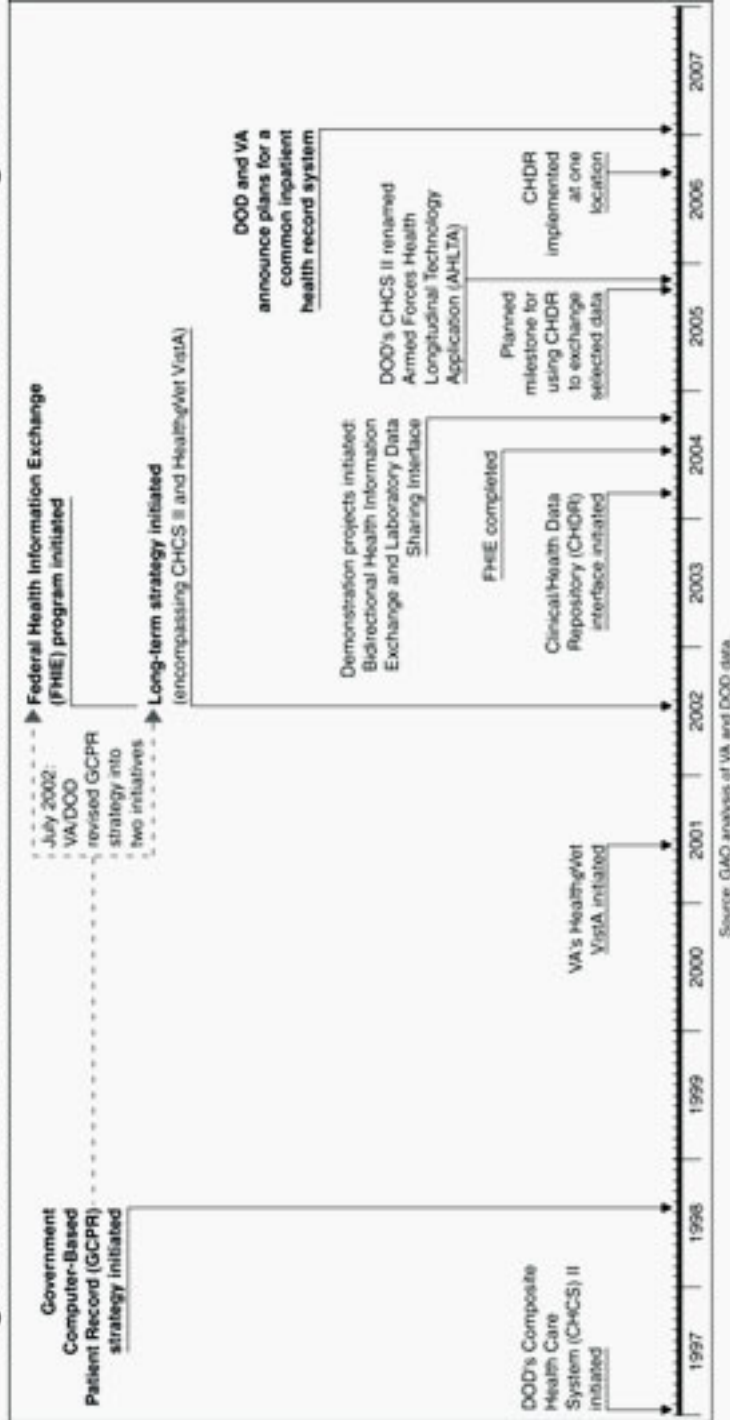 Government
Computer-Based
Patient Record (GCPR)
strategy initiated
July 2002:
VA/DOD
revised GCPR
strategy into
two initiatives
Federal Health Information Exchange
(FHIE) program initiated
Long-term strategy initiated
(encompassing CHCS II and HealtheVet VistA)
DOD and VA
announce plans for a
common inpatient
health record system
Demonstration projects initiated:
Bidirectional Health Information
Exchange and Laboratory Data
Sharing Interface
DOD's CHCS II renamed
Armed Forces Health
Longitudinal Technology
Application (AHLTA)
FHIE completed
DOD's Composite
Health Care
System (CHCS) II
initiated
VA's HealtheVet
VistA initiated
Clinical/Health Data
Repository (CHDR)
interface initiated
Planned
milestone for
using CHDR
to exchange
selected data
CHDR
implemented
at one
location
1997 1998 1999 2000 2001 2002 2003 2004 2005 2006 2007
Source: GAO analysis of VA and DOD data